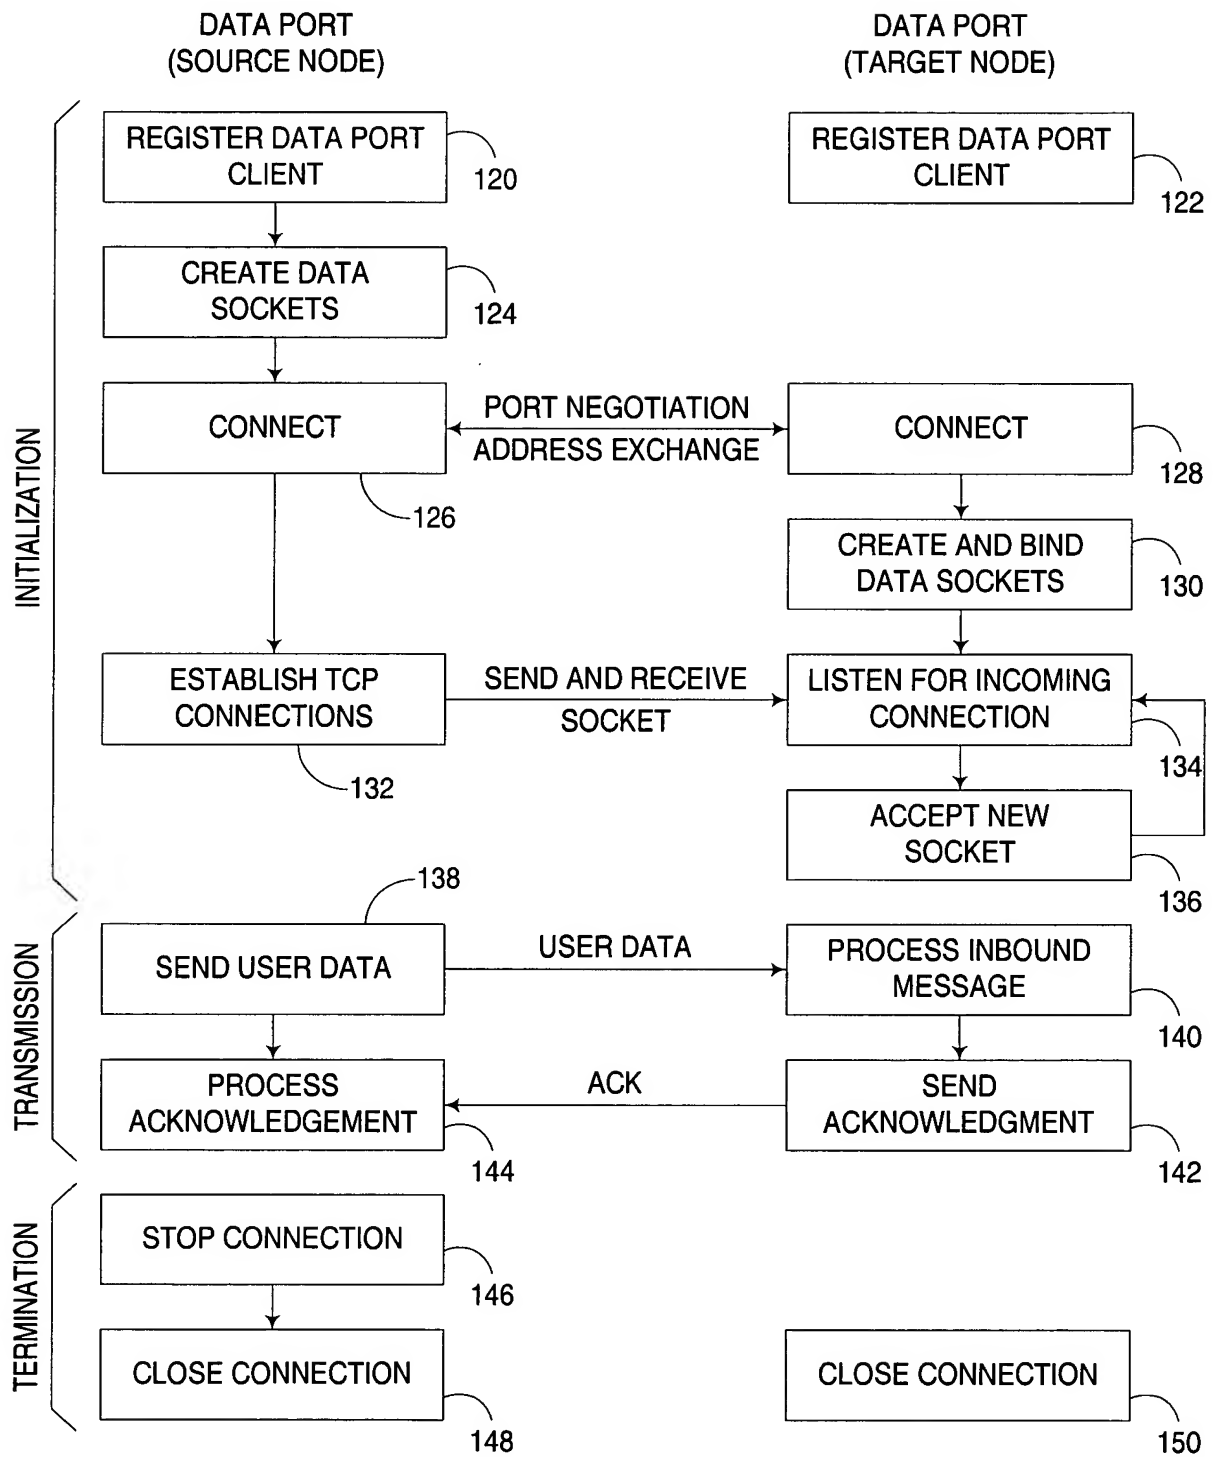 DATA PORT
(SOURCE NODE)
DATA PORT
(TARGET NODE)
INITIALIZATION
REGISTER DATA PORT
CLIENT
120
REGISTER DATA PORT
CLIENT
122
CREATE DATA
SOCKETS
124
CONNECT
126
PORT NEGOTIATION
ADDRESS EXCHANGE
CONNECT
128
CREATE AND BIND
DATA SOCKETS
130
ESTABLISH TCP
CONNECTIONS
132
SEND AND RECEIVE
SOCKET
LISTEN FOR INCOMING
CONNECTION
134
ACCEPT NEW
SOCKET
136
TRANSMISSION
138
SEND USER DATA
USER DATA
PROCESS INBOUND
MESSAGE
140
PROCESS
ACKNOWLEDGEMENT
144
ACK
SEND
ACKNOWLEDGMENT
142
TERMINATION
STOP CONNECTION
146
CLOSE CONNECTION
148
CLOSE CONNECTION
150